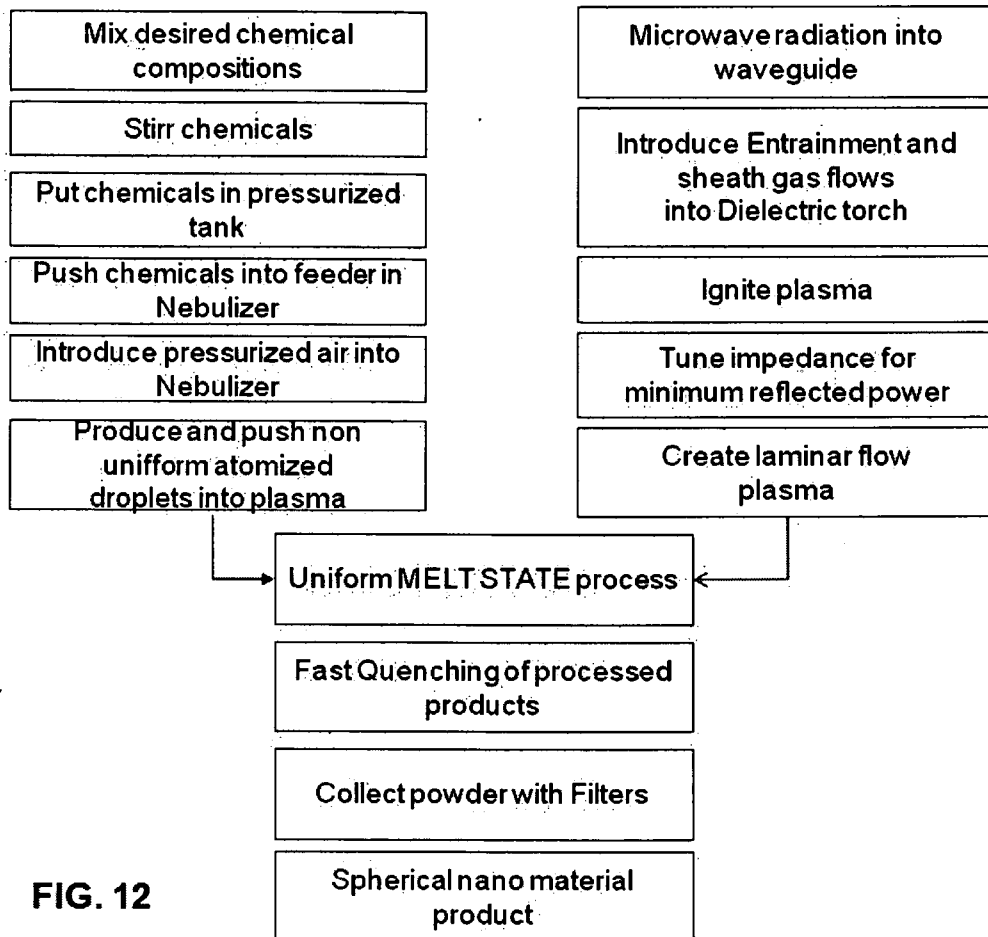 Mix desired chemical
compositions
Stirr chemicals
Put chemicals in pressurized
tank
Push chemicals into feeder in
Nebulizer
Introduce pressurized air into
Nebulizer
Produce and push non
unifform atomized
droplets into plasma
Microwave radiation into
waveguide
Introduce Entrainment and
sheath gas flows
into Dielectric torch
Ignite plasma
Tune impedance for
minimum reflected power
Create laminar flow
plasma
Uniform MELT STATE process
Fast Quenching of processed
products
Collect powder with Filters
Spherical nano material
product
FIG. 12